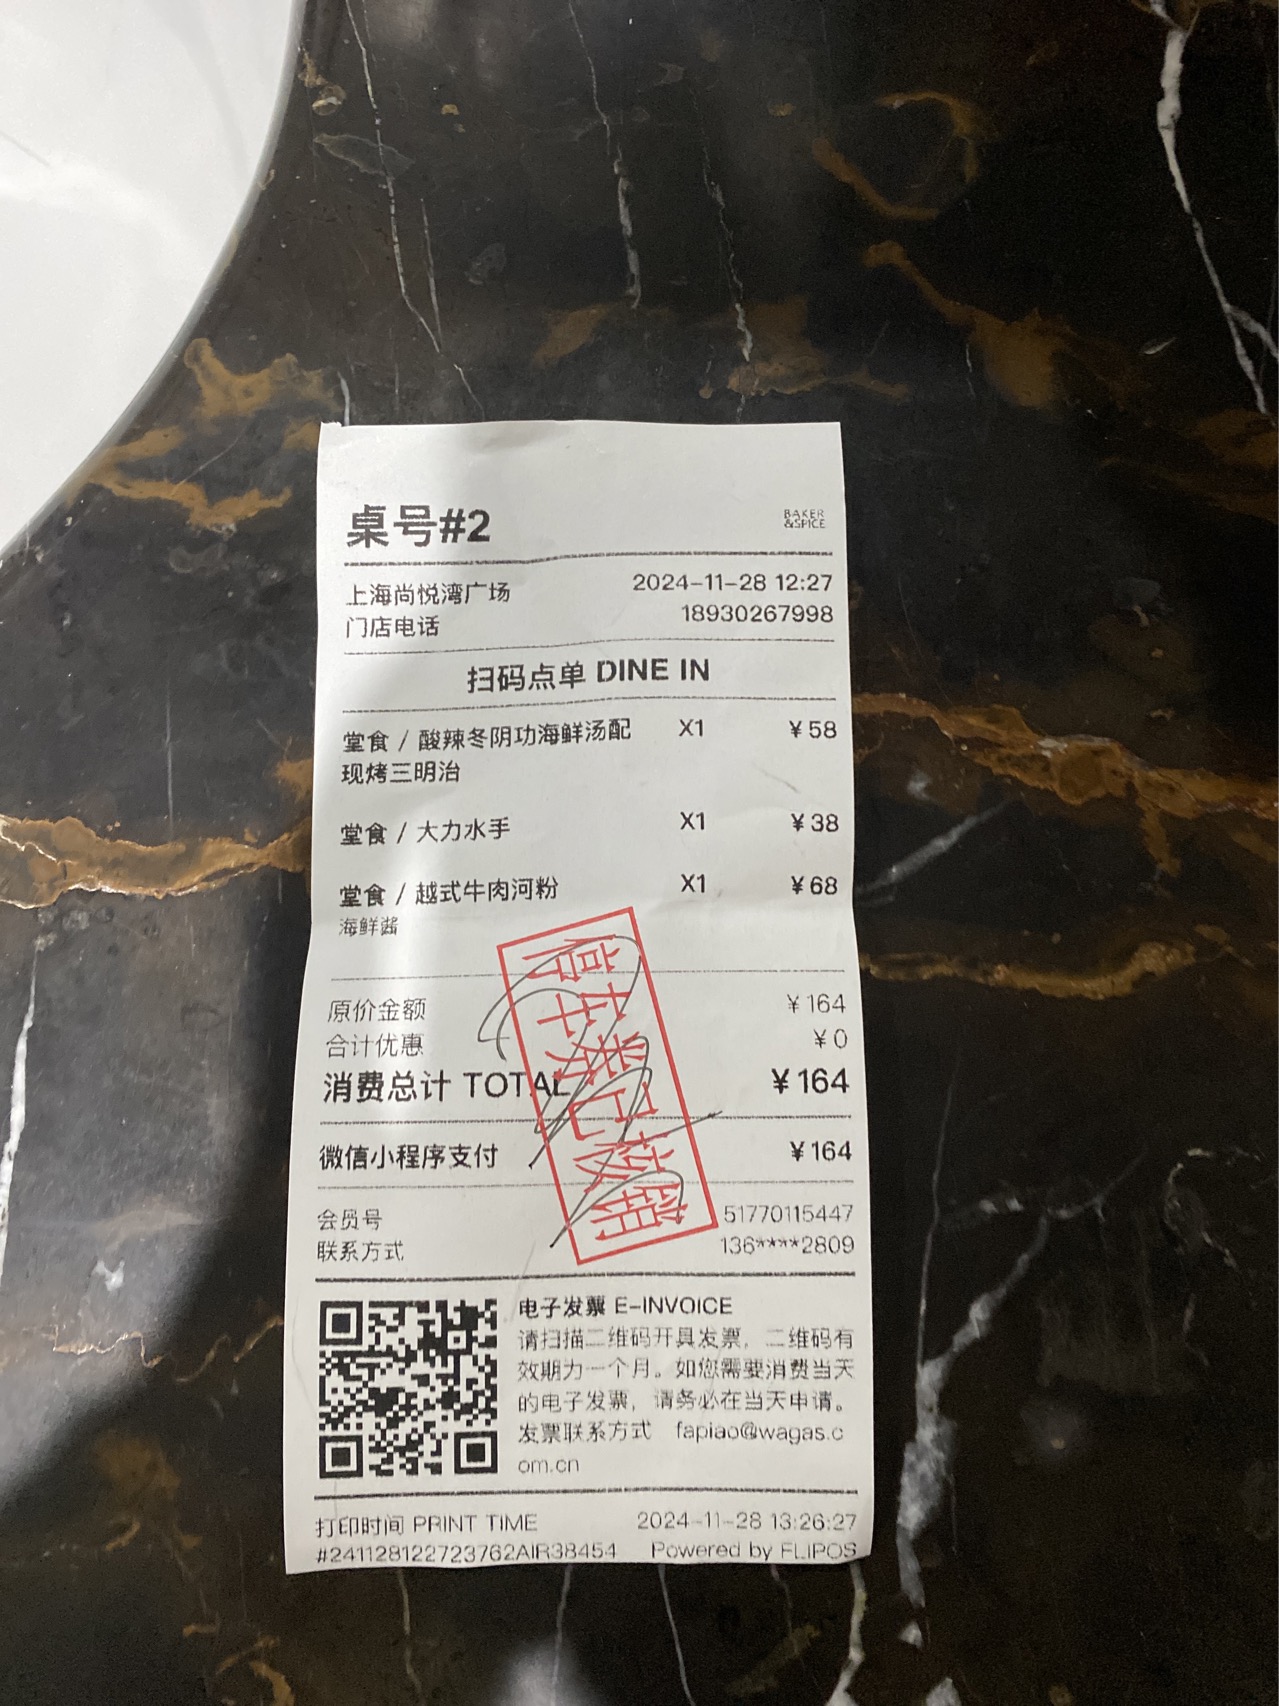 桌号#2
BAKER
&SPICE
上海尚悦湾广场 2024-11-28 12:27
门店电话 18930267998
扫码点单 DINE IN
堂食 / 酸辣冬阴功海鲜汤配 X1 ¥58
现烤三明治
堂食 / 大力水手 X1 ¥38
堂食 / 越式牛肉河粉 X1 ¥68
海鲜酱
原价金额 ¥164
合计优惠 ¥0
消费总计 TOTAL ¥164
微信小程序支付 ¥164
停车券已核销
会员号 51770115447
联系方式 136****2809
电子发票 E-INVOICE
请扫描二维码开具发票，二维码有
效期为一个月。如您需要消费当天
的电子发票，请务必在当天申请。
发票联系方式 fapiao@wagas.c
om.cn
打印时间 PRINT TIME 2024-11-28 13:26:27
#241128122723762AIR38454 Powered by FLIPOS